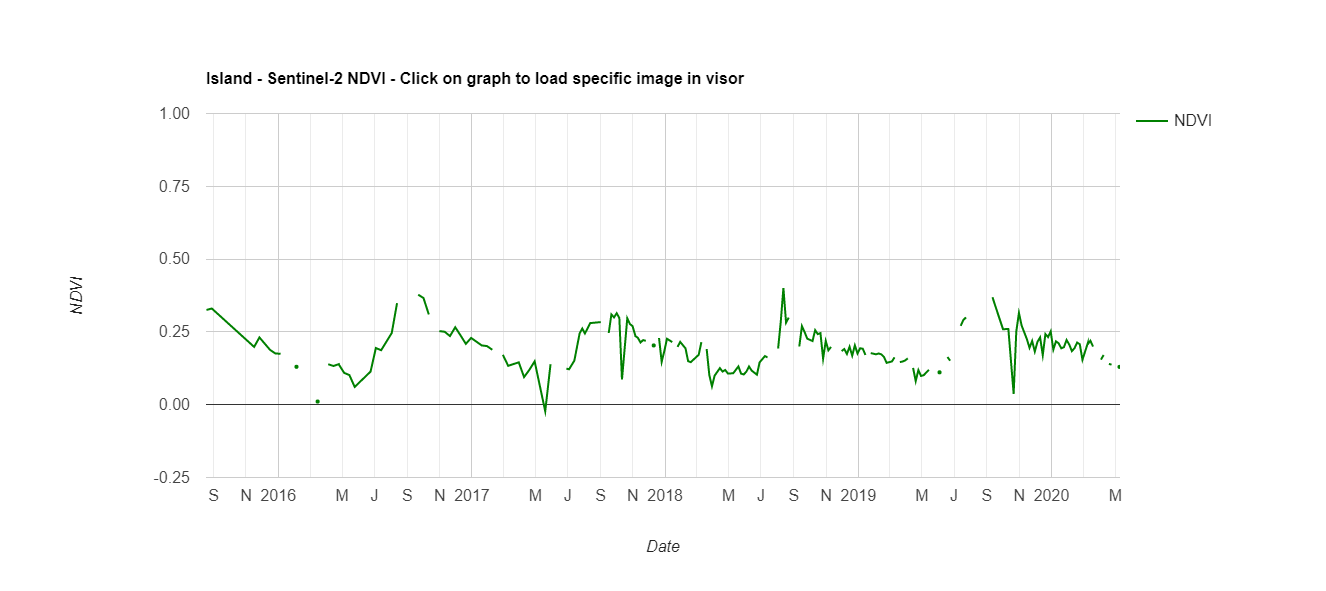 Island - Sentinel-2 NDVI - Click on graph to load specific image in visor
1.00
NDVI
0.75
0.50
NDVI
0.25
0.00
-0.25
S N 2016 M J S N 2017 M J S N 2018 M J S N 2019 M J S N 2020 M
Date